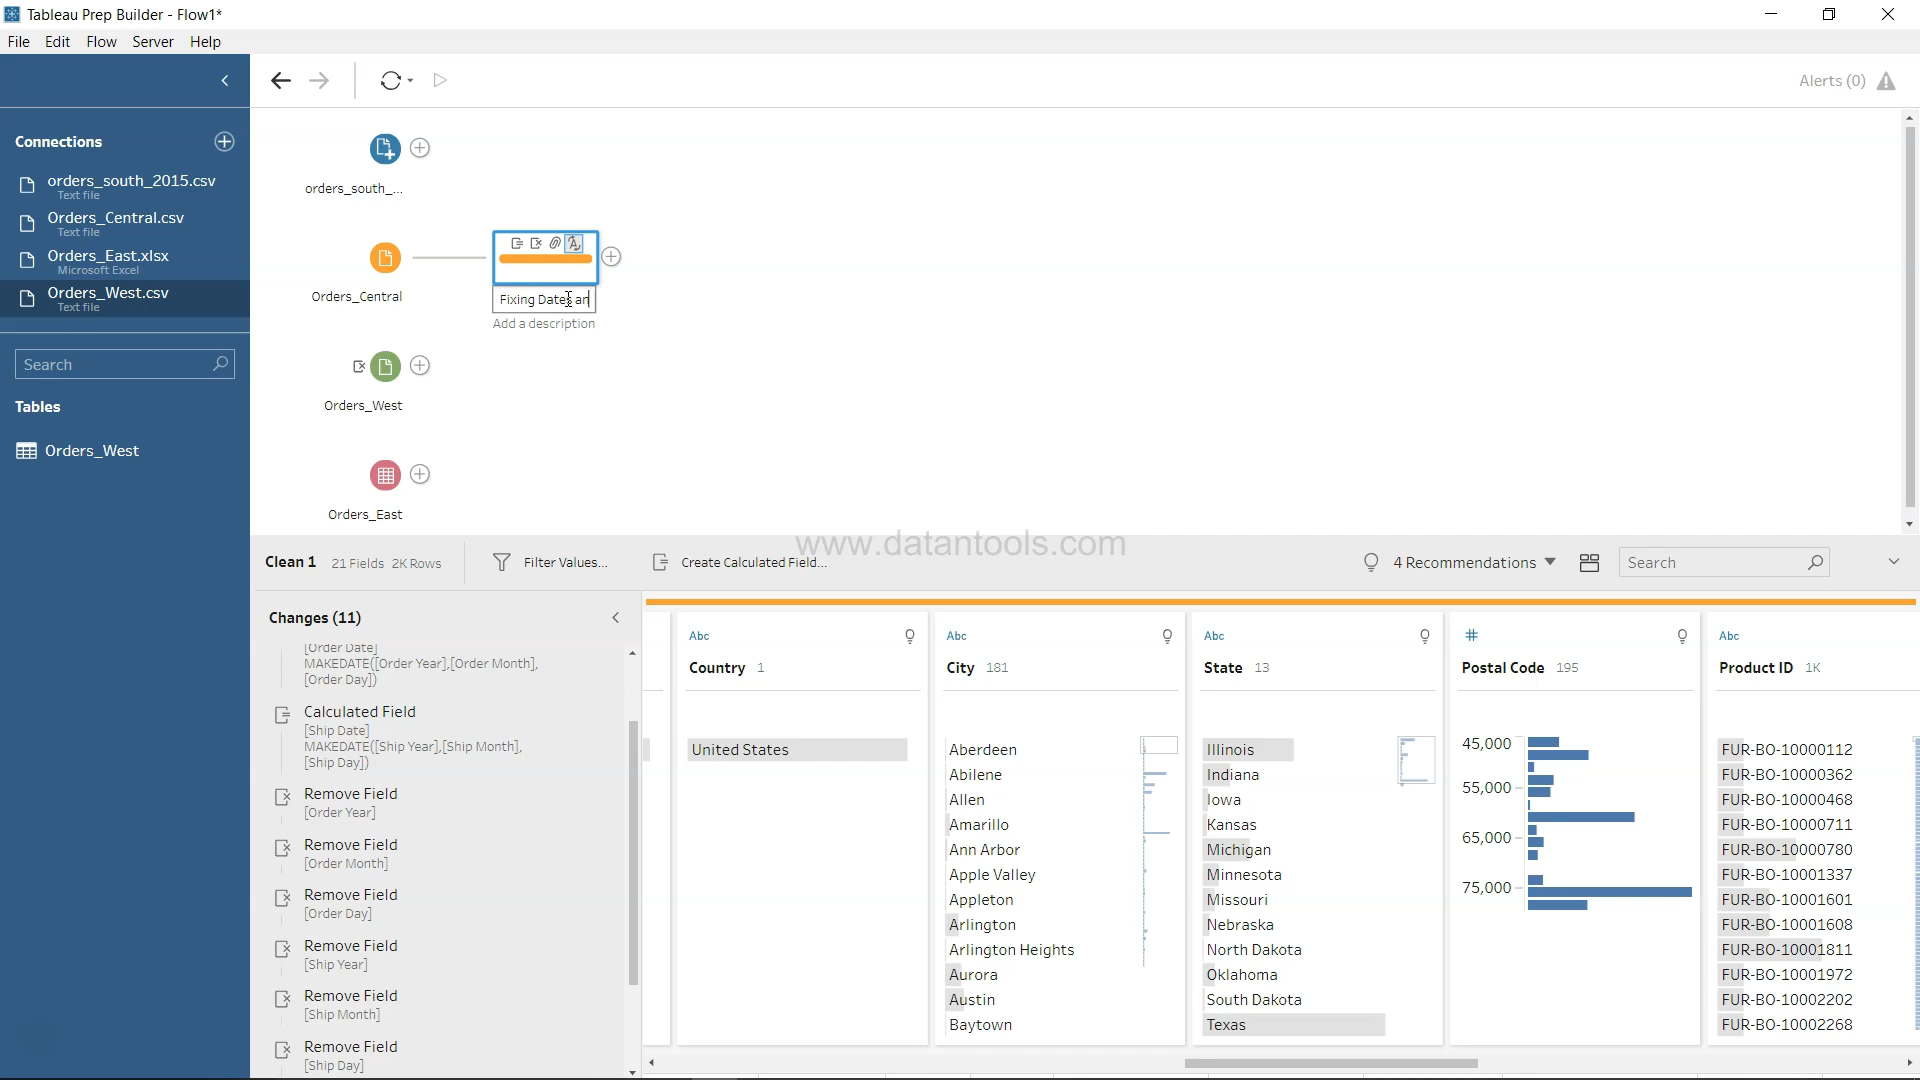 Tableau Prep Builder - Flow1*
File Edit Flow Server Help
Alerts (0)
Connections
orders_south_2015.csv
Text file
Orders_Central.csv
Text file
Orders_East.xlsx
Microsoft Excel
Orders_West.csv
Text file
Search
Tables
Orders_West
orders_south_...
Orders_Central
Fixing Dates an
Add a description
Orders_West
Orders_East
www.datantools.com
Clean 1 21 Fields 2K Rows Filter Values... Create Calculated Field... 4 Recommendations Search
Changes (11)
[Order Date]
MAKEDATE([Order Year],[Order Month],
[Order Day])
Calculated Field
[Ship Date]
MAKEDATE([Ship Year],[Ship Month],
[Ship Day])
Remove Field
[Order Year]
Remove Field
[Order Month]
Remove Field
[Order Day]
Remove Field
[Ship Year]
Remove Field
[Ship Month]
Remove Field
[Ship Day]
Abc
Country 1
United States
Abc
City 181
Aberdeen
Abilene
Allen
Amarillo
Ann Arbor
Apple Valley
Appleton
Arlington
Arlington Heights
Aurora
Austin
Baytown
Abc
State 13
Illinois
Indiana
Iowa
Kansas
Michigan
Minnesota
Missouri
Nebraska
North Dakota
Oklahoma
South Dakota
Texas
#
Postal Code 195
45,000
55,000
65,000
75,000
Abc
Product ID 1K
FUR-BO-10000112
FUR-BO-10000362
FUR-BO-10000468
FUR-BO-10000711
FUR-BO-10000780
FUR-BO-10001337
FUR-BO-10001601
FUR-BO-10001608
FUR-BO-10001811
FUR-BO-10001972
FUR-BO-10002202
FUR-BO-10002268